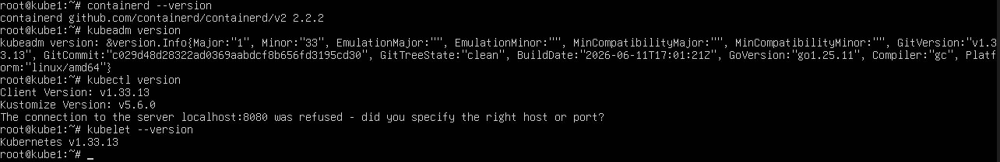 root@kube1:~# containerd --version
containerd github.com/containerd/containerd/v2 2.2.2
root@kube1:~# kubeadm version
kubeadm version: &version.Info{Major:"1", Minor:"33", EmulationMajor:"", EmulationMinor:"", MinCompatibilityMajor:"", MinCompatibilityMinor:"", GitVersion:"v1.3
3.13", GitCommit:"c029d48d28322ad0369aabdcf8b656fd3195cd30", GitTreeState:"clean", BuildDate:"2026-06-11T17:01:21Z", GoVersion:"go1.25.11", Compiler:"gc", Platf
orm:"linux/amd64"}
root@kube1:~# kubectl version
Client Version: v1.33.13
Kustomize Version: v5.6.0
The connection to the server localhost:8080 was refused - did you specify the right host or port?
root@kube1:~# kubelet --version
Kubernetes v1.33.13
root@kube1:~# _